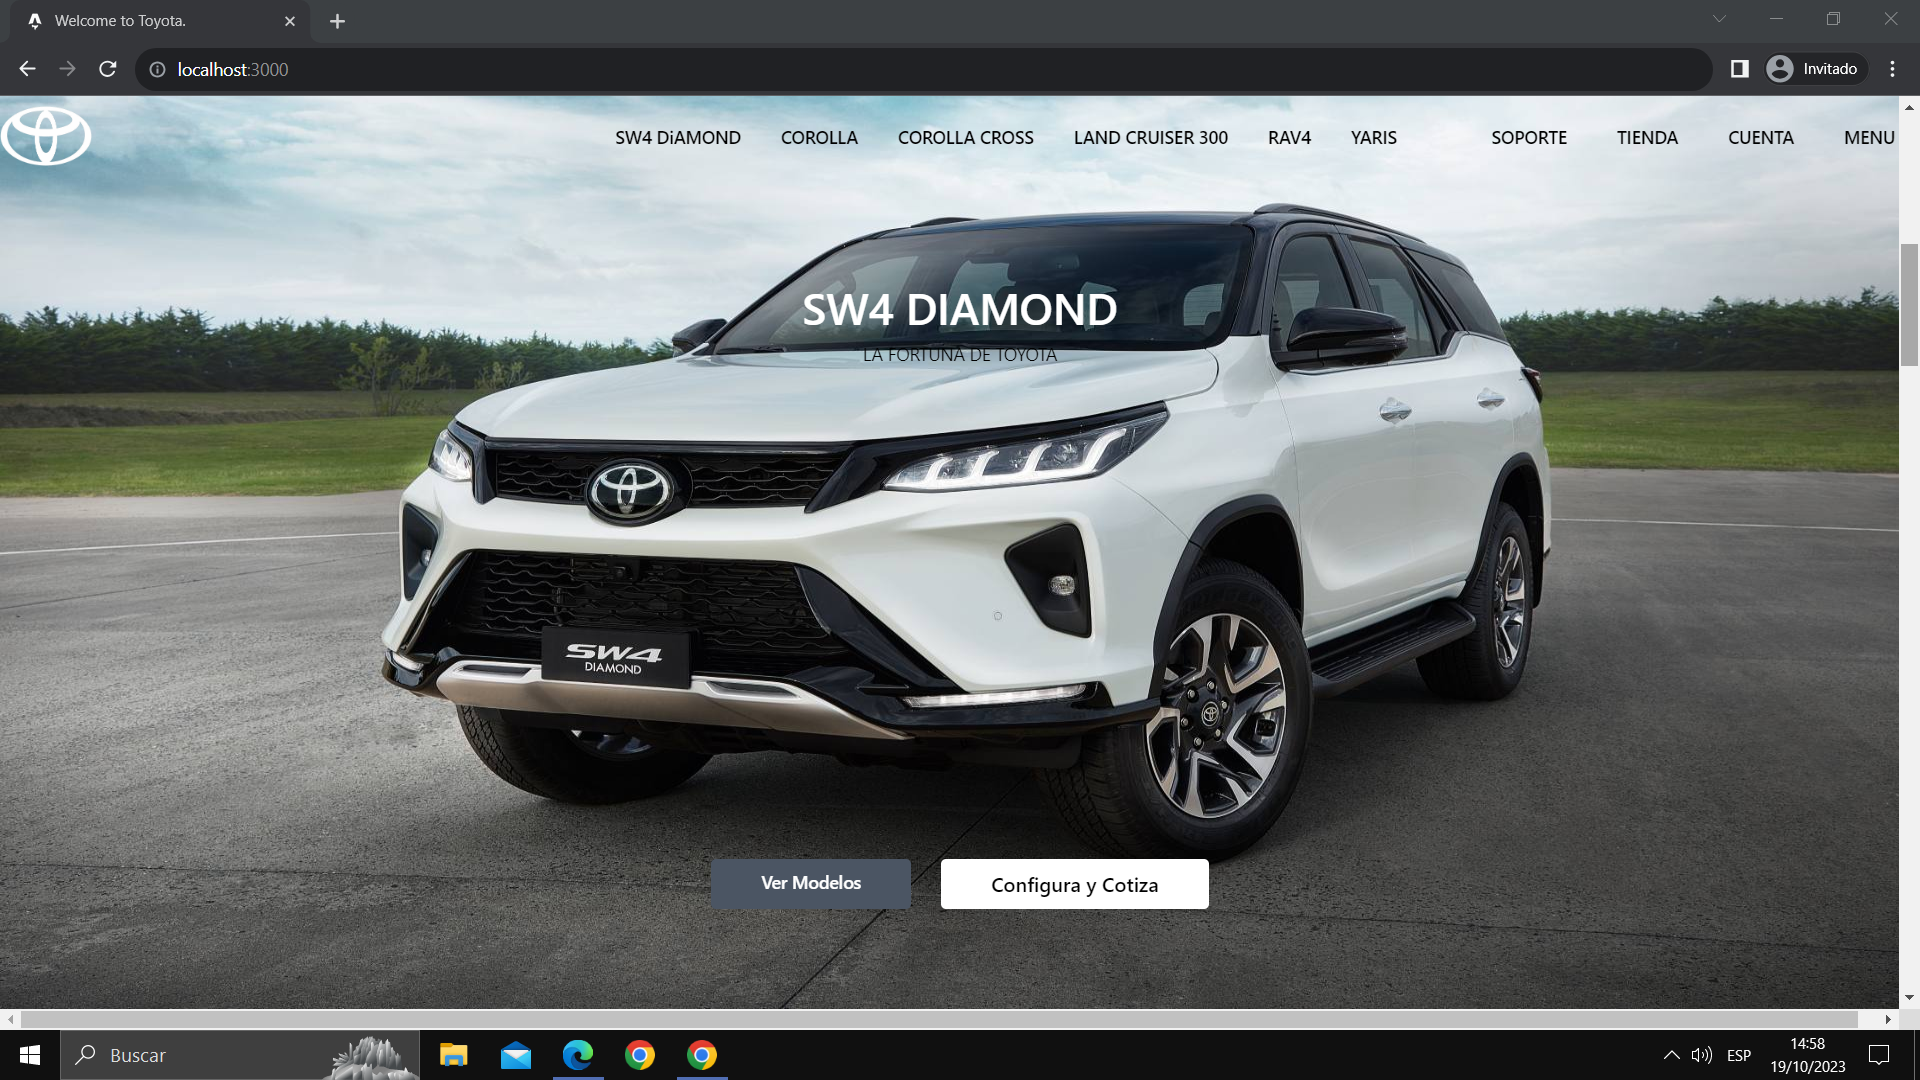 Welcome to Toyota.
localhost:3000
Invitado
SW4 DiAMOND COROLLA COROLLA CROSS LAND CRUISER 300 RAV4 YARIS SOPORTE TIENDA CUENTA MENU
SW4 DIAMOND
LA FORTUNA DE TOYOTA
SW4
DIAMOND
Ver Modelos
Configura y Cotiza
Buscar
ESP
14:58
19/10/2023